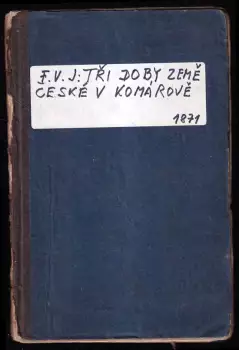 F.V.J: TŘI DOBY ZEMĚ
ČESKÉ V KOMÁROVĚ
1871